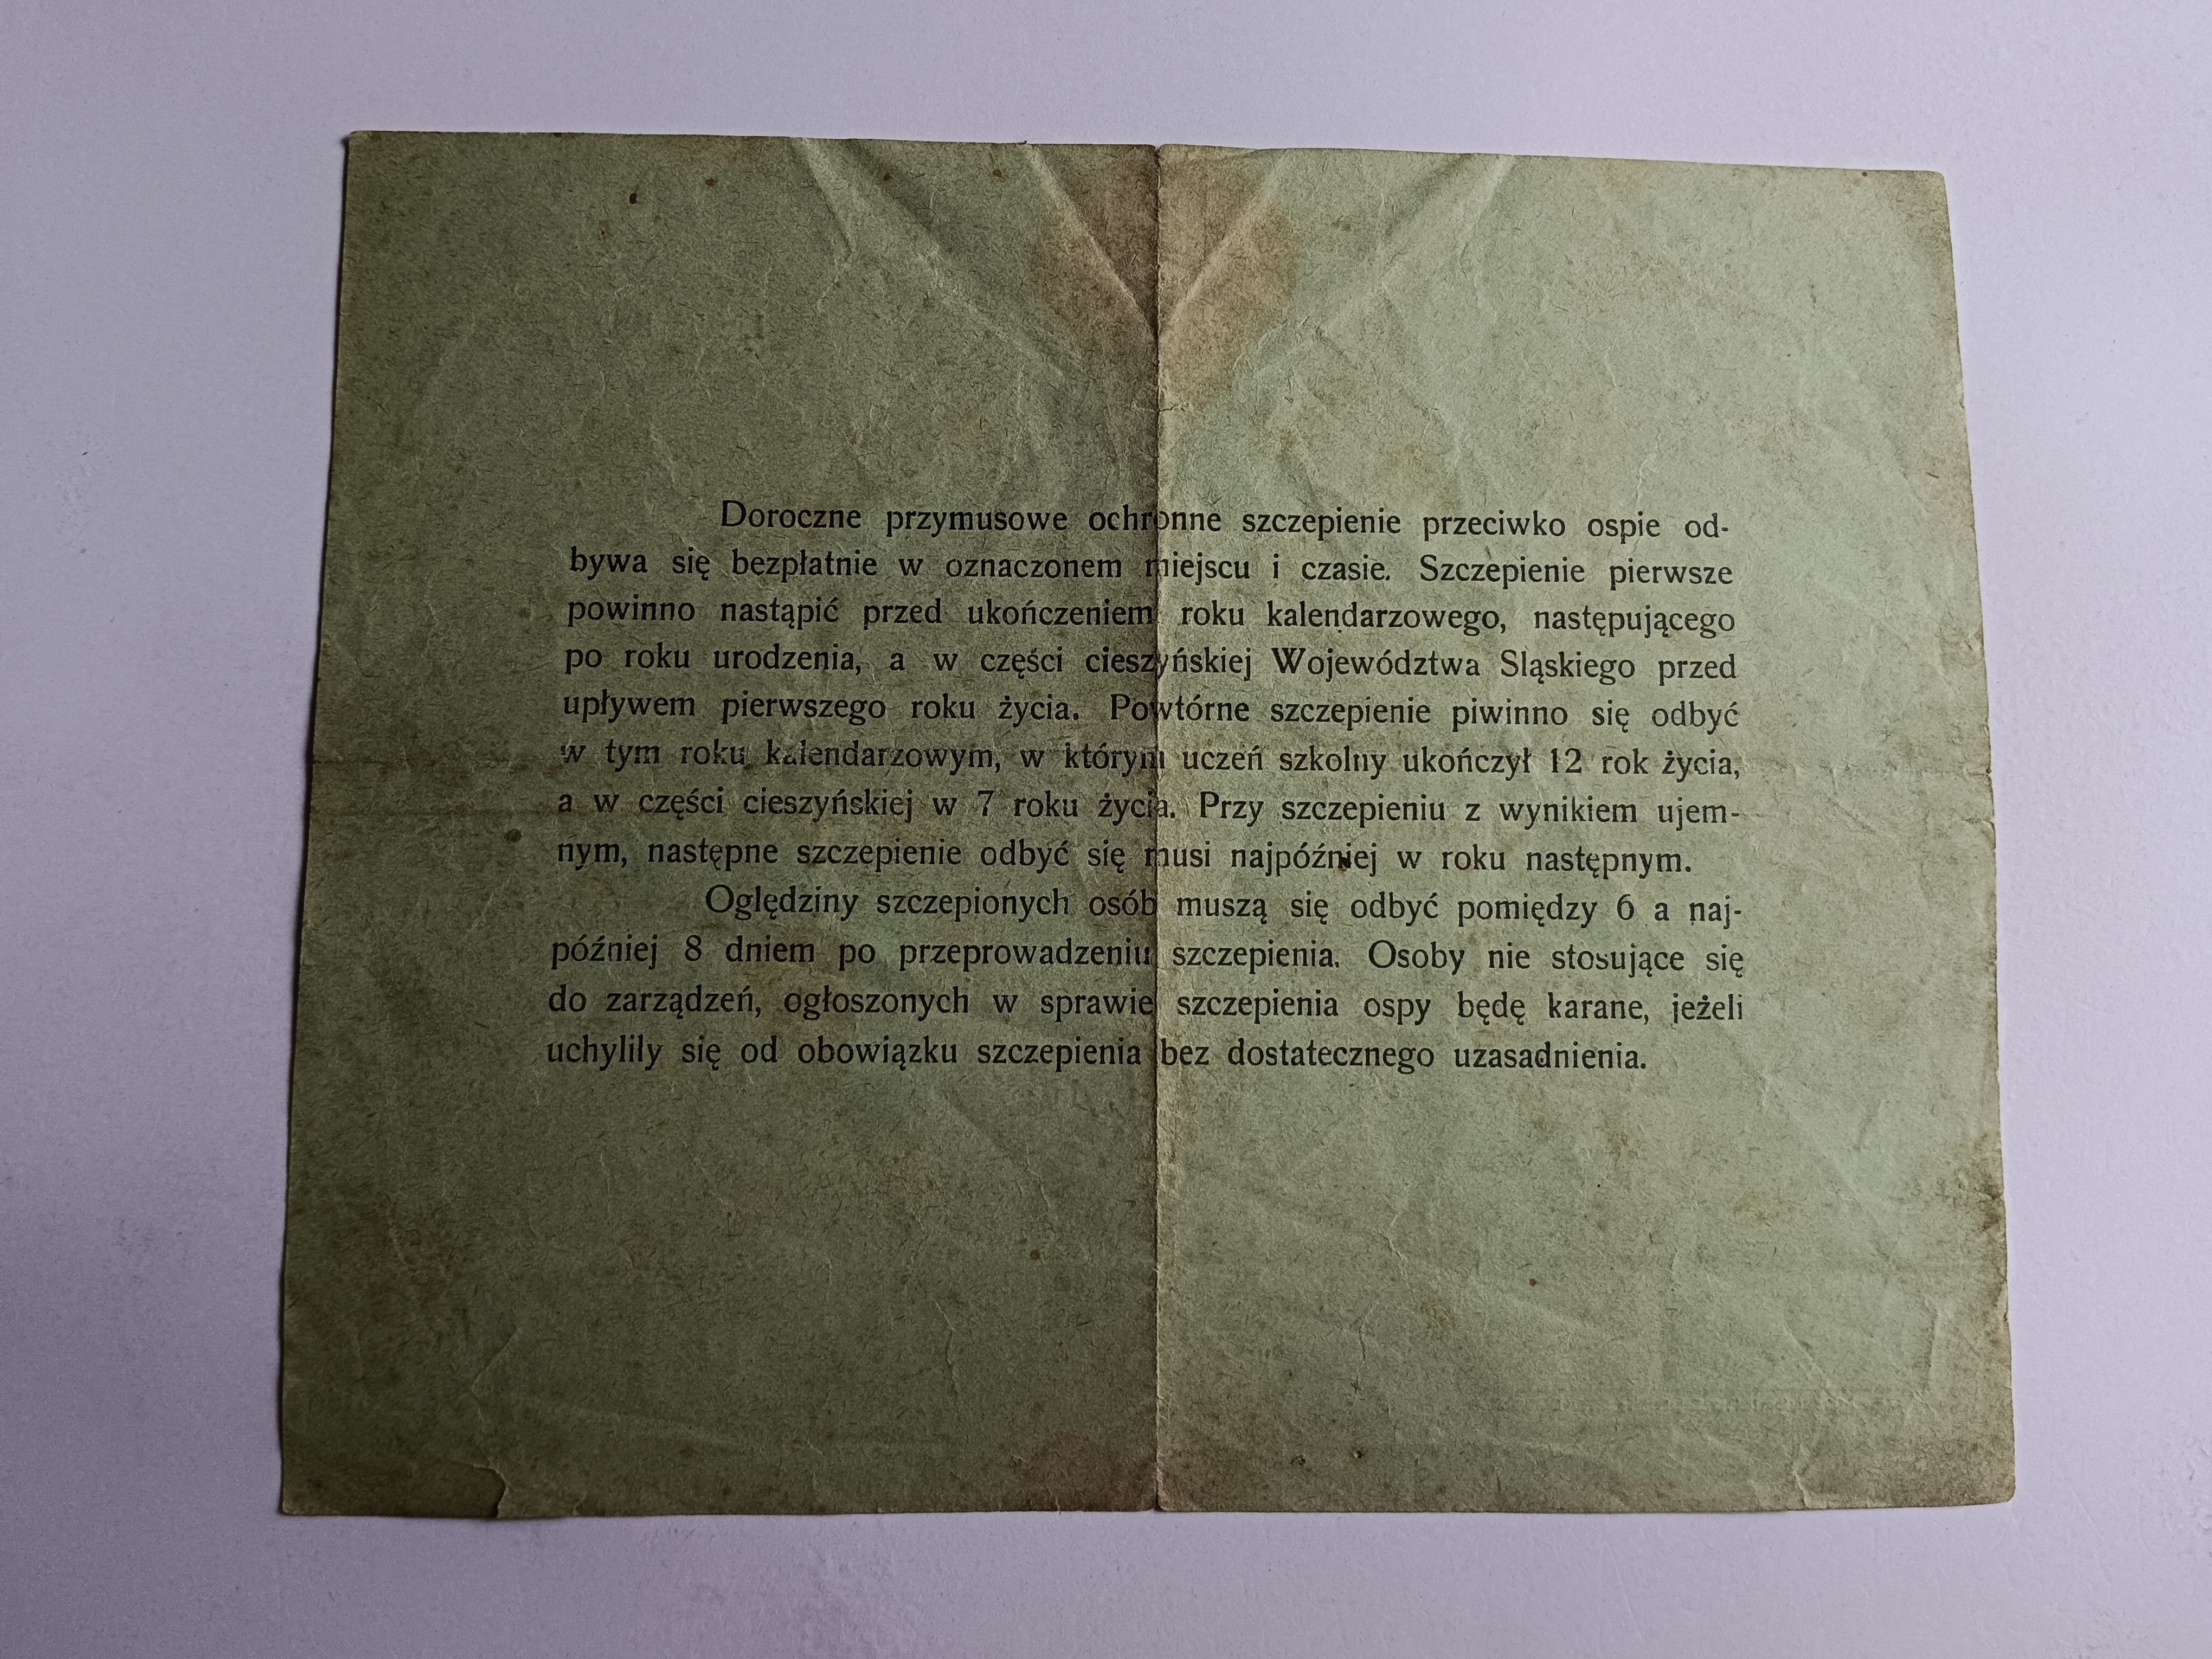 Doroczne przymusowe ochronne szczepienie przeciwko ospie od-
bywa się bezpłatnie w oznaczonem miejscu i czasie. Szczepienie pierwsze
powinno nastąpić przed ukończeniem roku kalendarzowego, następującego
po roku urodzenia, a w części cieszyńskiej Województwa Sląskiego przed
upływem pierwszego roku życia. Powtórne szczepienie piwinno się odbyć
w tym roku kalendarzowym, w którym uczeń szkolny ukończył 12 rok życia,
a w części cieszyńskiej w 7 roku życia. Przy szczepieniu z wynikiem ujem-
nym, następne szczepienie odbyć się musi najpóźniej w roku następnym.
Oględziny szczepionych osób muszą się odbyć pomiędzy 6 a naj-
później 8 dniem po przeprowadzeniu szczepienia. Osoby nie stosujące się
do zarządzeń, ogłoszonych w sprawie szczepienia ospy będę karane, jeżeli
uchyliły się od obowiązku szczepienia bez dostatecznego uzasadnienia.